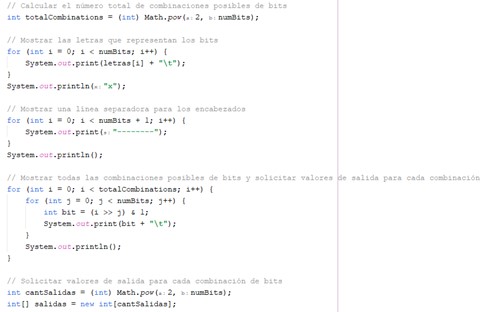 // Calcular el número total de combinaciones posibles de bits
int totalCombinations = (int) Math.pow(a: 2, b: numBits);
// Mostrar las letras que representan los bits
for (int i = 0; i < numBits; i++) {
System.out.print(letras[i] + "\t");
}
System.out.println(x: "x");
// Mostrar una línea separadora para los encabezados
for (int i = 0; i < numBits + 1; i++) {
System.out.print(s: "--------");
}
System.out.println();
// Mostrar todas las combinaciones posibles de bits y solicitar valores de salida para cada combinación
for (int i = 0; i < totalCombinations; i++) {
for (int j = 0; j < numBits; j++) {
int bit = (i >> j) & 1;
System.out.print(bit + "\t");
}
System.out.println();
}
// Solicitar valores de salida para cada combinación de bits
int cantSalidas = (int) Math.pow(a: 2, b: numBits);
int[] salidas = new int[cantSalidas];